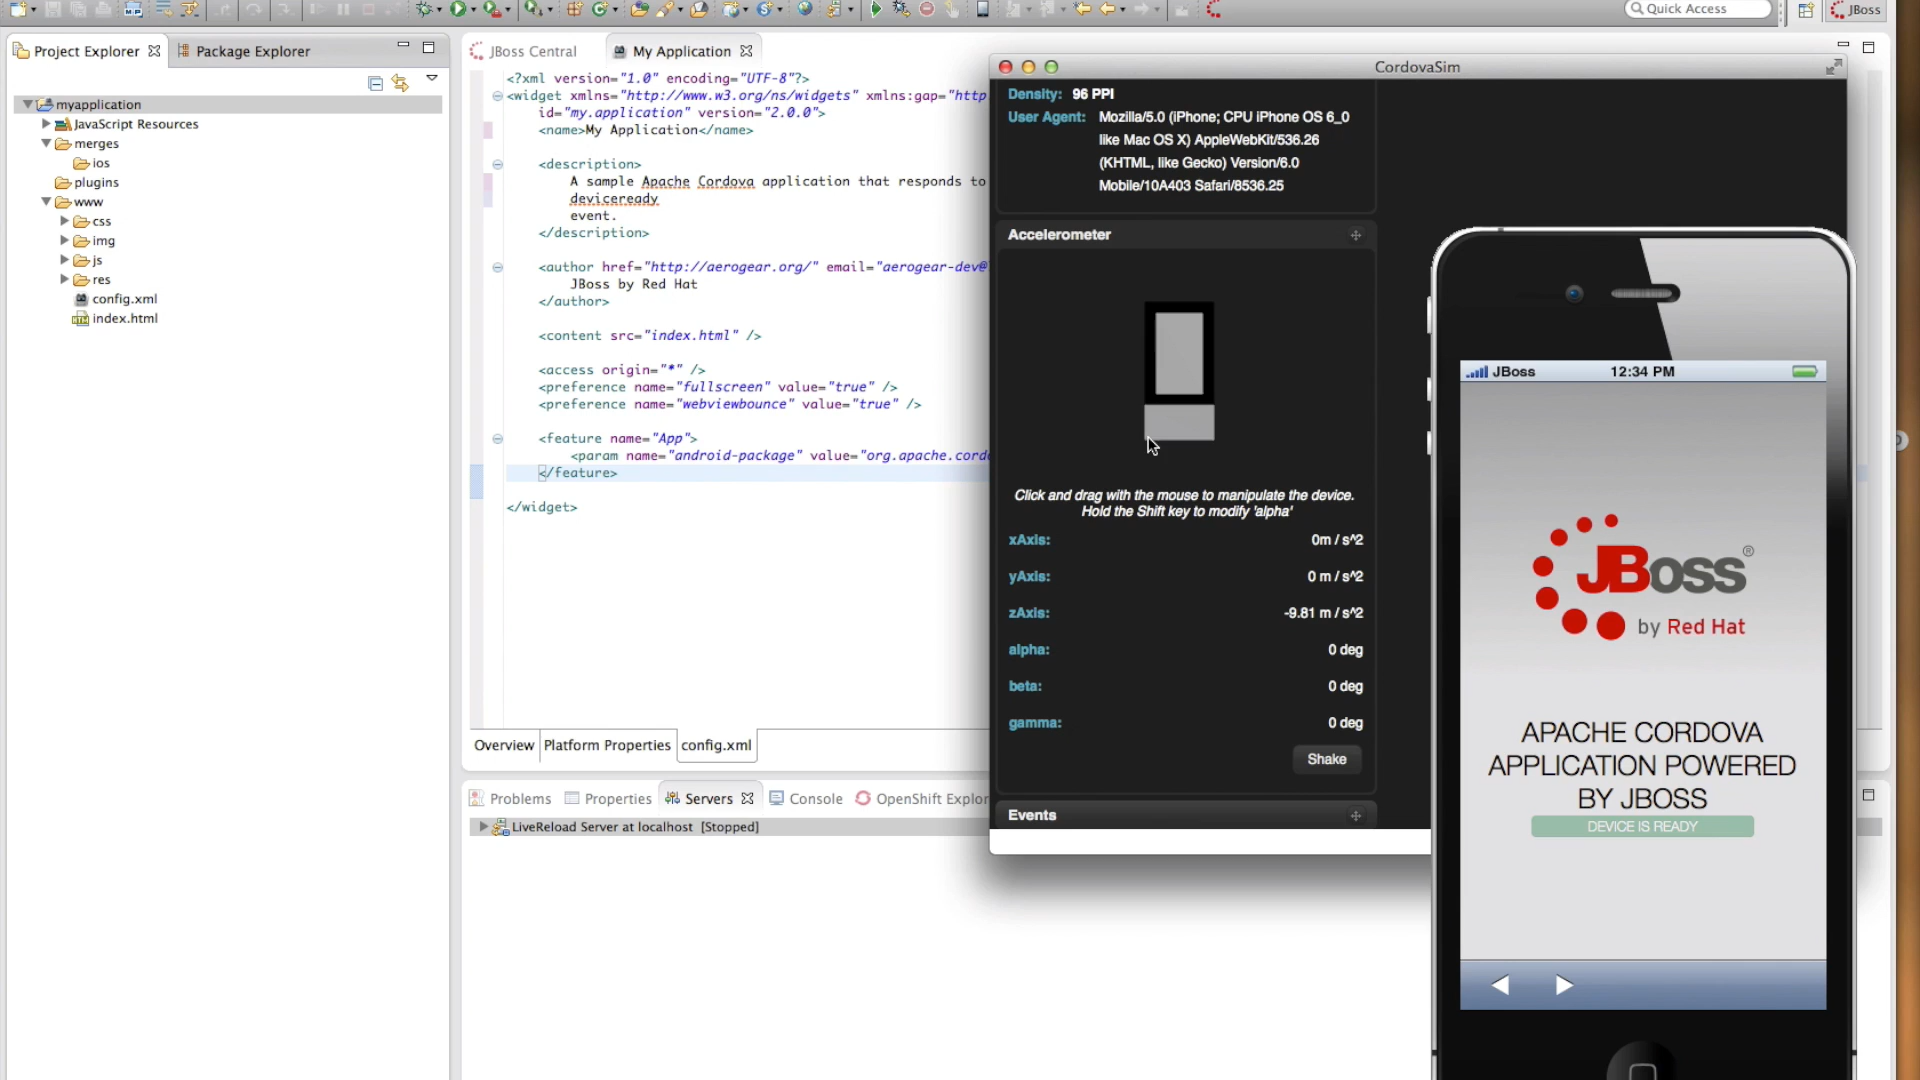 Quick Access
JBoss
Project Explorer
Package Explorer
myapplication
JavaScript Resources
merges
ios
plugins
www
css
img
js
res
config.xml
index.html
JBoss Central
My Application
<?xml version="1.0" encoding="UTF-8"?>
<widget xmlns="http://www.w3.org/ns/widgets" xmlns:gap="http
id="my.application" version="2.0.0">
<name>My Application</name>
<description>
A sample Apache Cordova application that responds to
deviceready
event.
</description>
<author href="http://aerogear.org/" email="aerogear-dev@
JBoss by Red Hat
</author>
<content src="index.html" />
<access origin="*" />
<preference name="fullscreen" value="true" />
<preference name="webviewbounce" value="true" />
<feature name="App">
<param name="android-package" value="org.apache.cord
</feature>
</widget>
Overview
Platform Properties
config.xml
Problems
Properties
Servers
Console
OpenShift Explor
LiveReload Server at localhost [Stopped]
CordovaSim
Density: 96 PPI
User Agent: Mozilla/5.0 (iPhone; CPU iPhone OS 6_0
like Mac OS X) AppleWebKit/536.26
(KHTML, like Gecko) Version/6.0
Mobile/10A403 Safari/8536.25
Accelerometer
Click and drag with the mouse to manipulate the device.
Hold the Shift key to modify 'alpha'
xAxis: 0m / s^2
yAxis: 0 m / s^2
zAxis: -9.81 m / s^2
alpha: 0 deg
beta: 0 deg
gamma: 0 deg
Shake
Events
JBoss 12:34 PM
JBoss®
by Red Hat
APACHE CORDOVA
APPLICATION POWERED
BY JBOSS
DEVICE IS READY